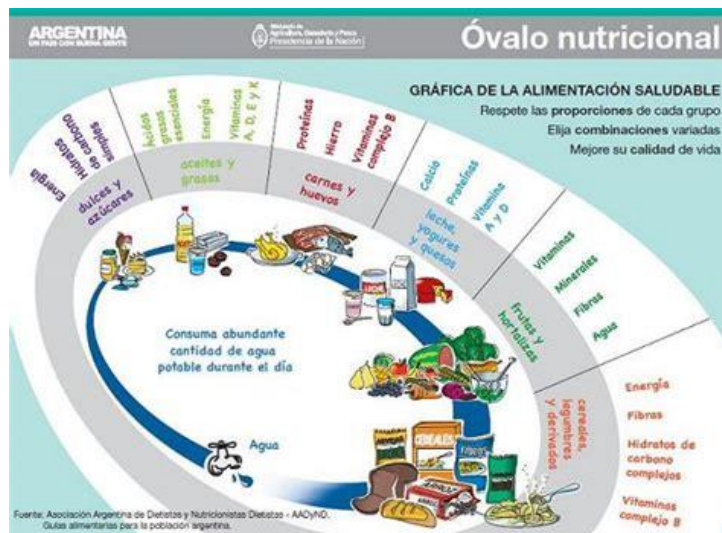 ARGENTINA
UN PAÍS CON BUENA GENTE
Ministerio de
Agricultura, Ganadería y Pesca
Presidencia de la Nación
Óvalo nutricional
GRÁFICA DE LA ALIMENTACIÓN SALUDABLE
Respete las proporciones de cada grupo
Elija combinaciones variadas
Mejore su calidad de vida
Energía
Hidratos
de carbono
simples
dulces y
azúcares
Ácidos
grasos
esenciales
Energía
Vitaminas
A, D, E y K
aceites y
grasas
Proteínas
Hierro
Vitaminas
complejo B
carnes y
huevos
Calcio
Proteínas
Vitamina
A y D
leche,
yogures
y quesos
Vitaminas
Minerales
Fibras
Agua
frutas y
hortalizas
Energía
Fibras
Hidratos de
carbono
complejos
Vitaminas
complejo B
cereales,
legumbres
y derivados
LECHE
CEREALES
FIDEOS
ARROZ
Consuma abundante
cantidad de agua
potable durante el día
Agua
Fuente: Asociación Argentina de Dietistas y Nutricionistas Dietistas - AADyND.
Guías alimentarias para la población argentina.